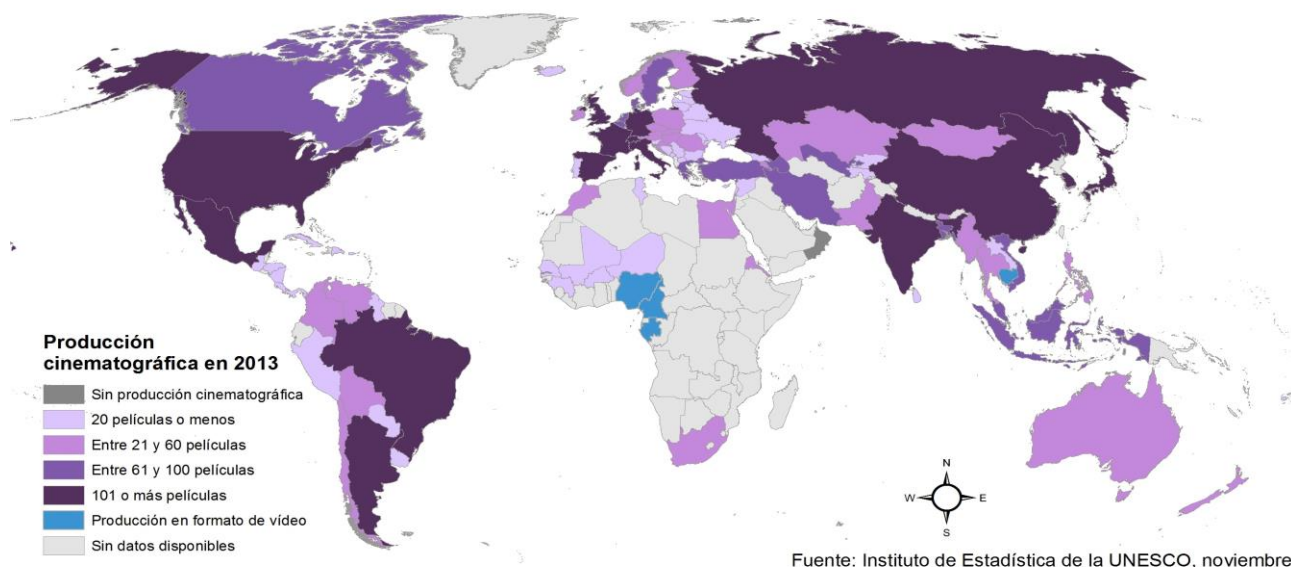 Producción
cinematográfica en 2013
Sin producción cinematográfica
20 películas o menos
Entre 21 y 60 películas
Entre 61 y 100 películas
101 o más películas
Producción en formato de vídeo
Sin datos disponibles
N
W E
S
Fuente: Instituto de Estadística de la UNESCO, noviembre